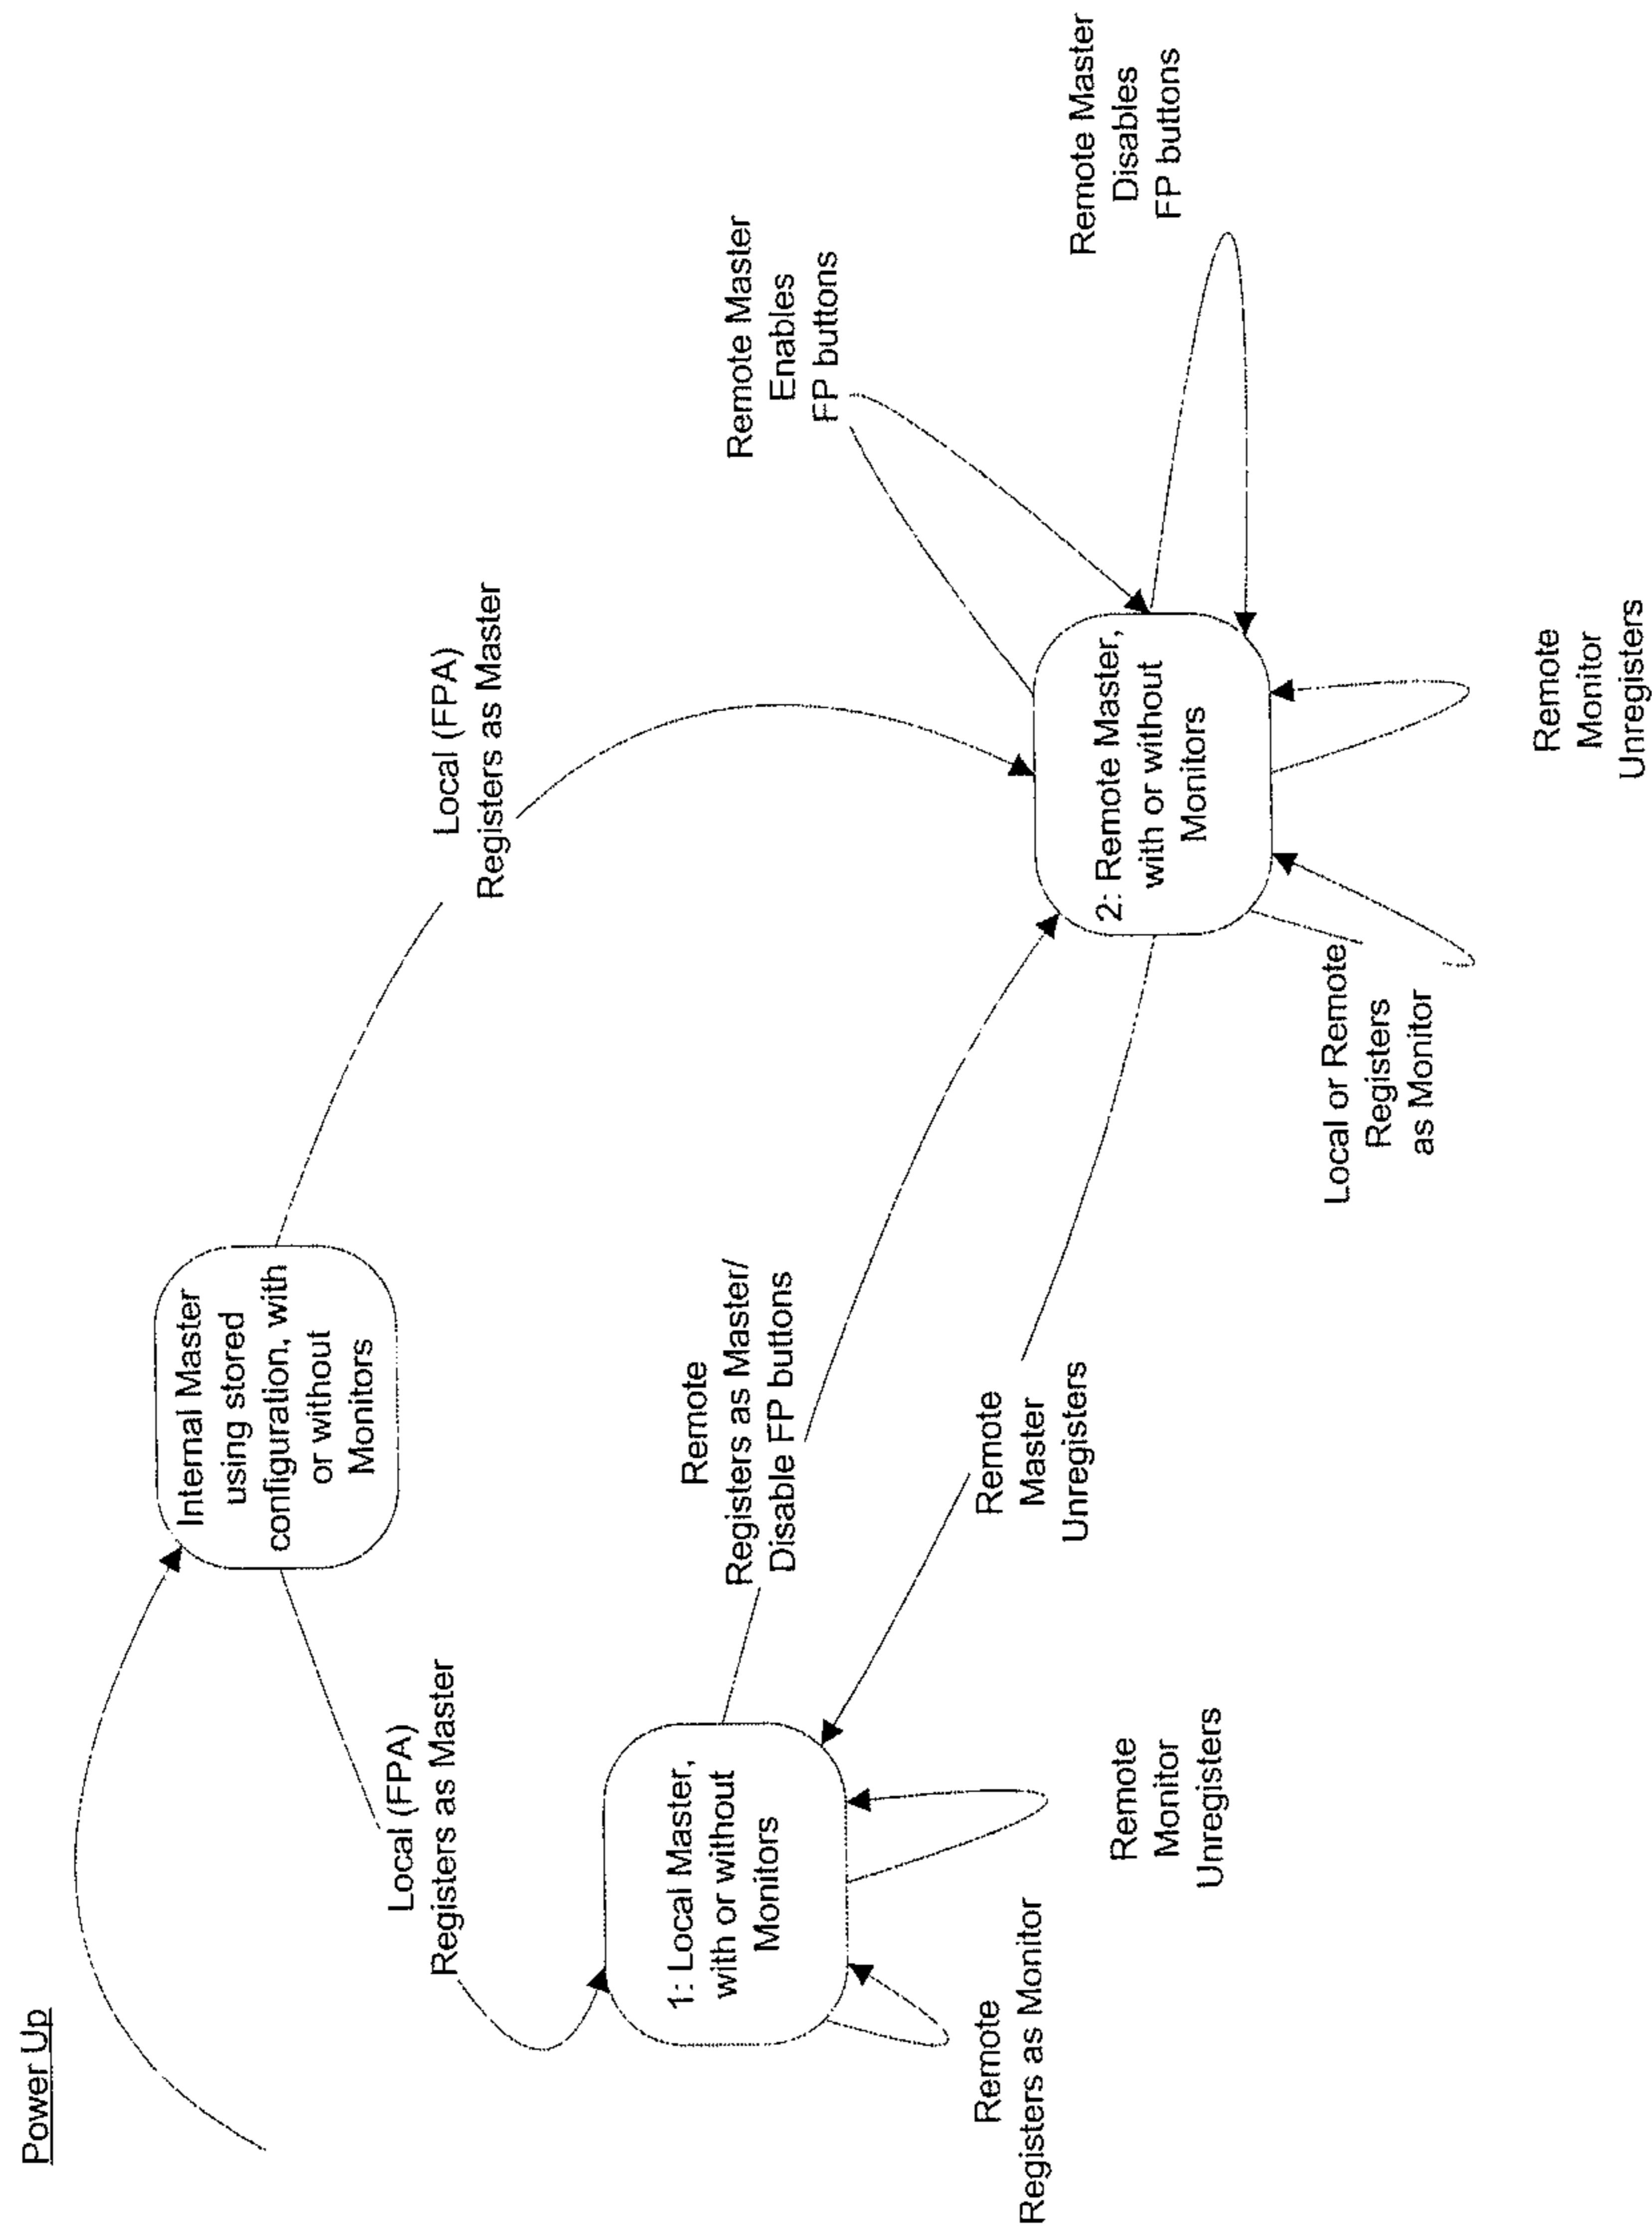 Power Up
Internal Master
using stored
configuration, with
or without
Monitors
Local (FPA)
Registers as Master
Local (FPA)
Registers as Master
1: Local Master,
with or without
Monitors
Remote
Registers as Master/
Disable FP buttons
Remote
Master
Unregisters
Remote
Registers as Monitor
Remote
Monitor
Unregisters
2: Remote Master,
with or without
Monitors
Remote Master
Enables
FP buttons
Remote Master
Disables
FP buttons
Local or Remote
Registers
as Monitor
Remote
Monitor
Unregisters